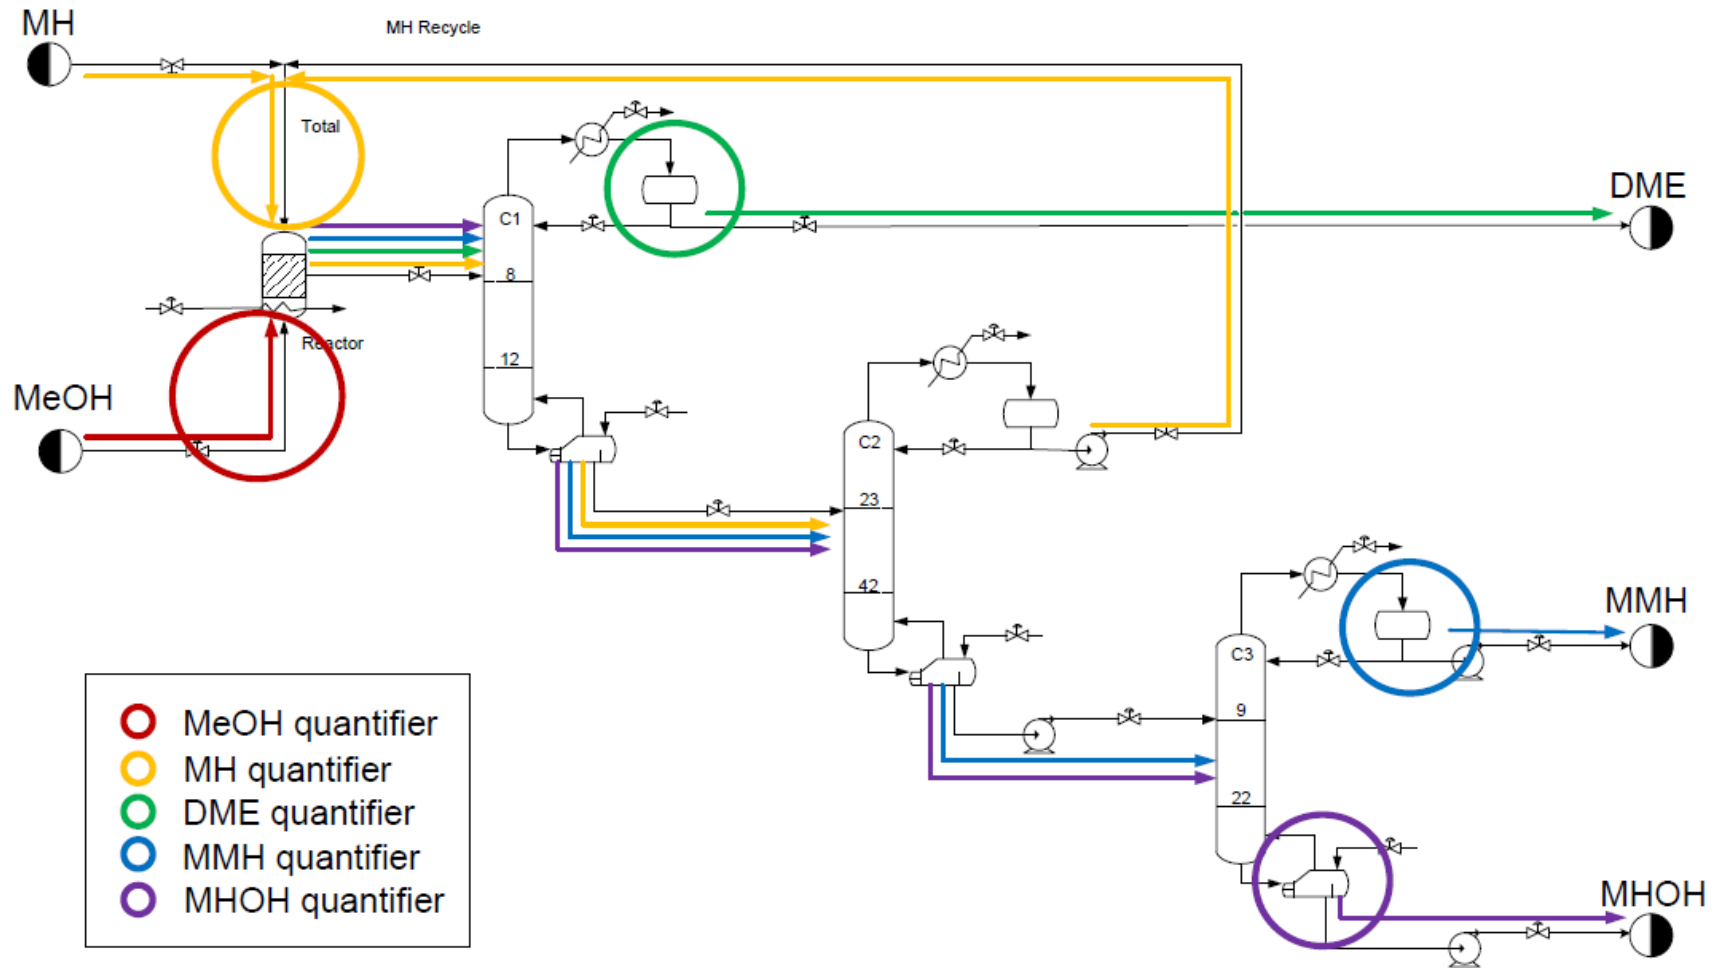 MH
MH Recycle
Total
DME
C1
8
Reactor
12
MeOH
C2
23
42
MMH
C3
9
22
MHOH
MeOH quantifier
MH quantifier
DME quantifier
MMH quantifier
MHOH quantifier